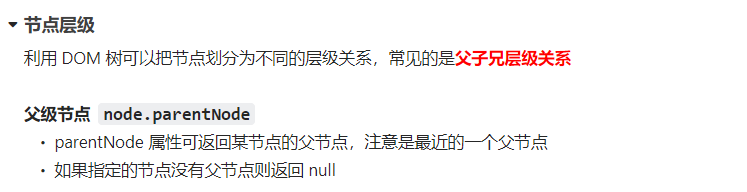 节点层级
利用 DOM 树可以把节点划分为不同的层级关系，常见的是父子兄层级关系
父级节点 node.parentNode
• parentNode 属性可返回某节点的父节点，注意是最近的一个父节点
• 如果指定的节点没有父节点则返回 null